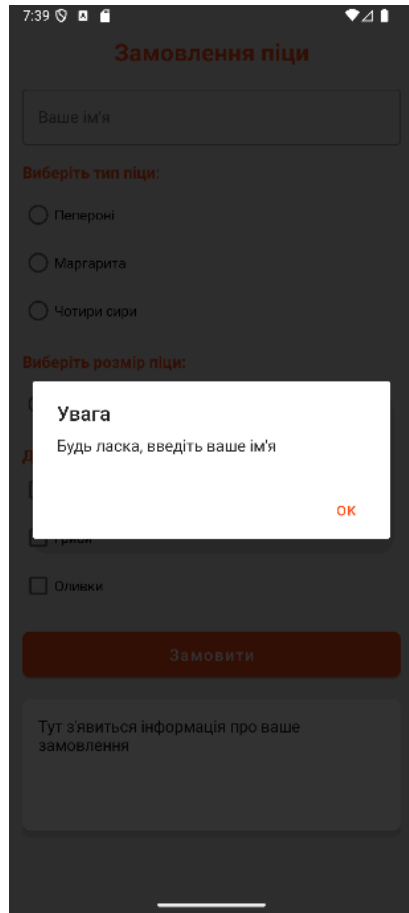 7:39
Замовлення піци
Ваше ім'я
Виберіть тип піци:
Пепероні
Маргарита
Чотири сири
Виберіть розмір піци:
Увага
Будь ласка, введіть ваше ім'я
ОК
Гриби
Оливки
Замовити
Тут з'явиться інформація про ваше
замовлення